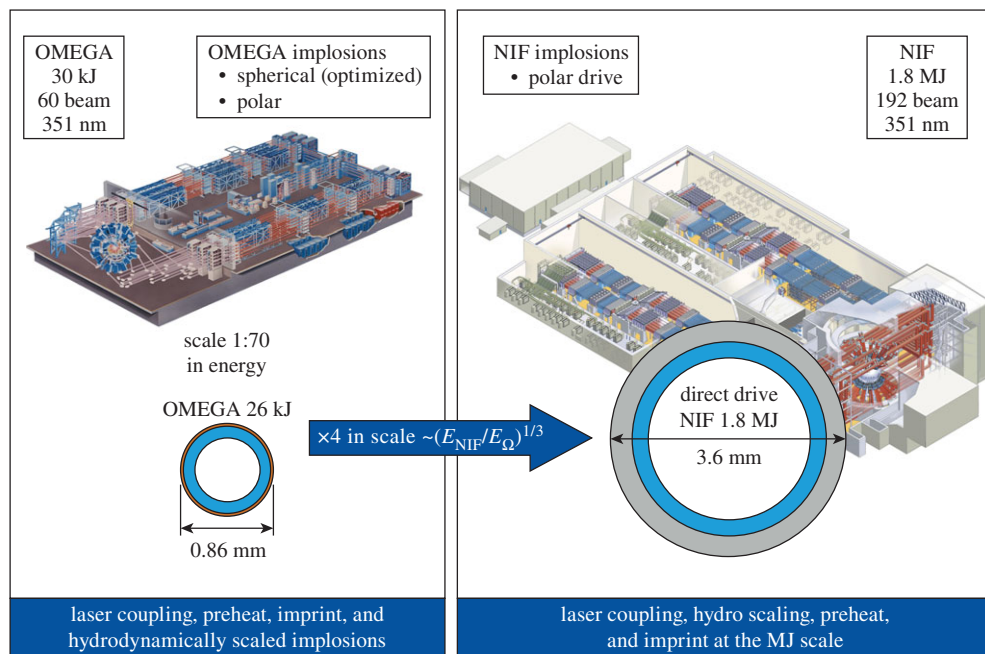 OMEGA
30 kJ
60 beam
351 nm
OMEGA implosions
• spherical (optimized)
• polar
scale 1:70
in energy
OMEGA 26 kJ
0.86 mm
laser coupling, preheat, imprint, and
hydrodynamically scaled implosions
×4 in scale ~(E_NIF/E_Ω)^1/3
NIF implosions
• polar drive
NIF
1.8 MJ
192 beam
351 nm
direct drive
NIF 1.8 MJ
3.6 mm
laser coupling, hydro scaling, preheat,
and imprint at the MJ scale